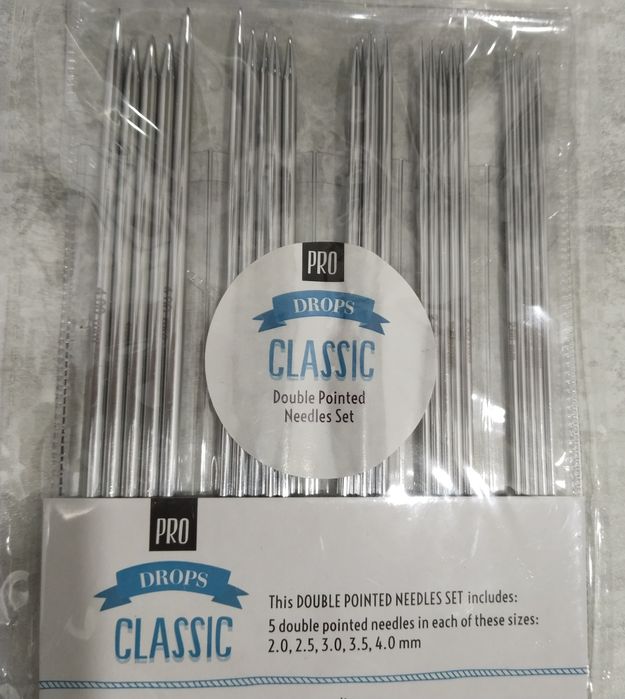 PRO
DROPS
CLASSIC
Double Pointed
Needles Set
PRO
DROPS
CLASSIC
This DOUBLE POINTED NEEDLES SET includes:
5 double pointed needles in each of these sizes:
2.0, 2.5, 3.0, 3.5, 4.0 mm